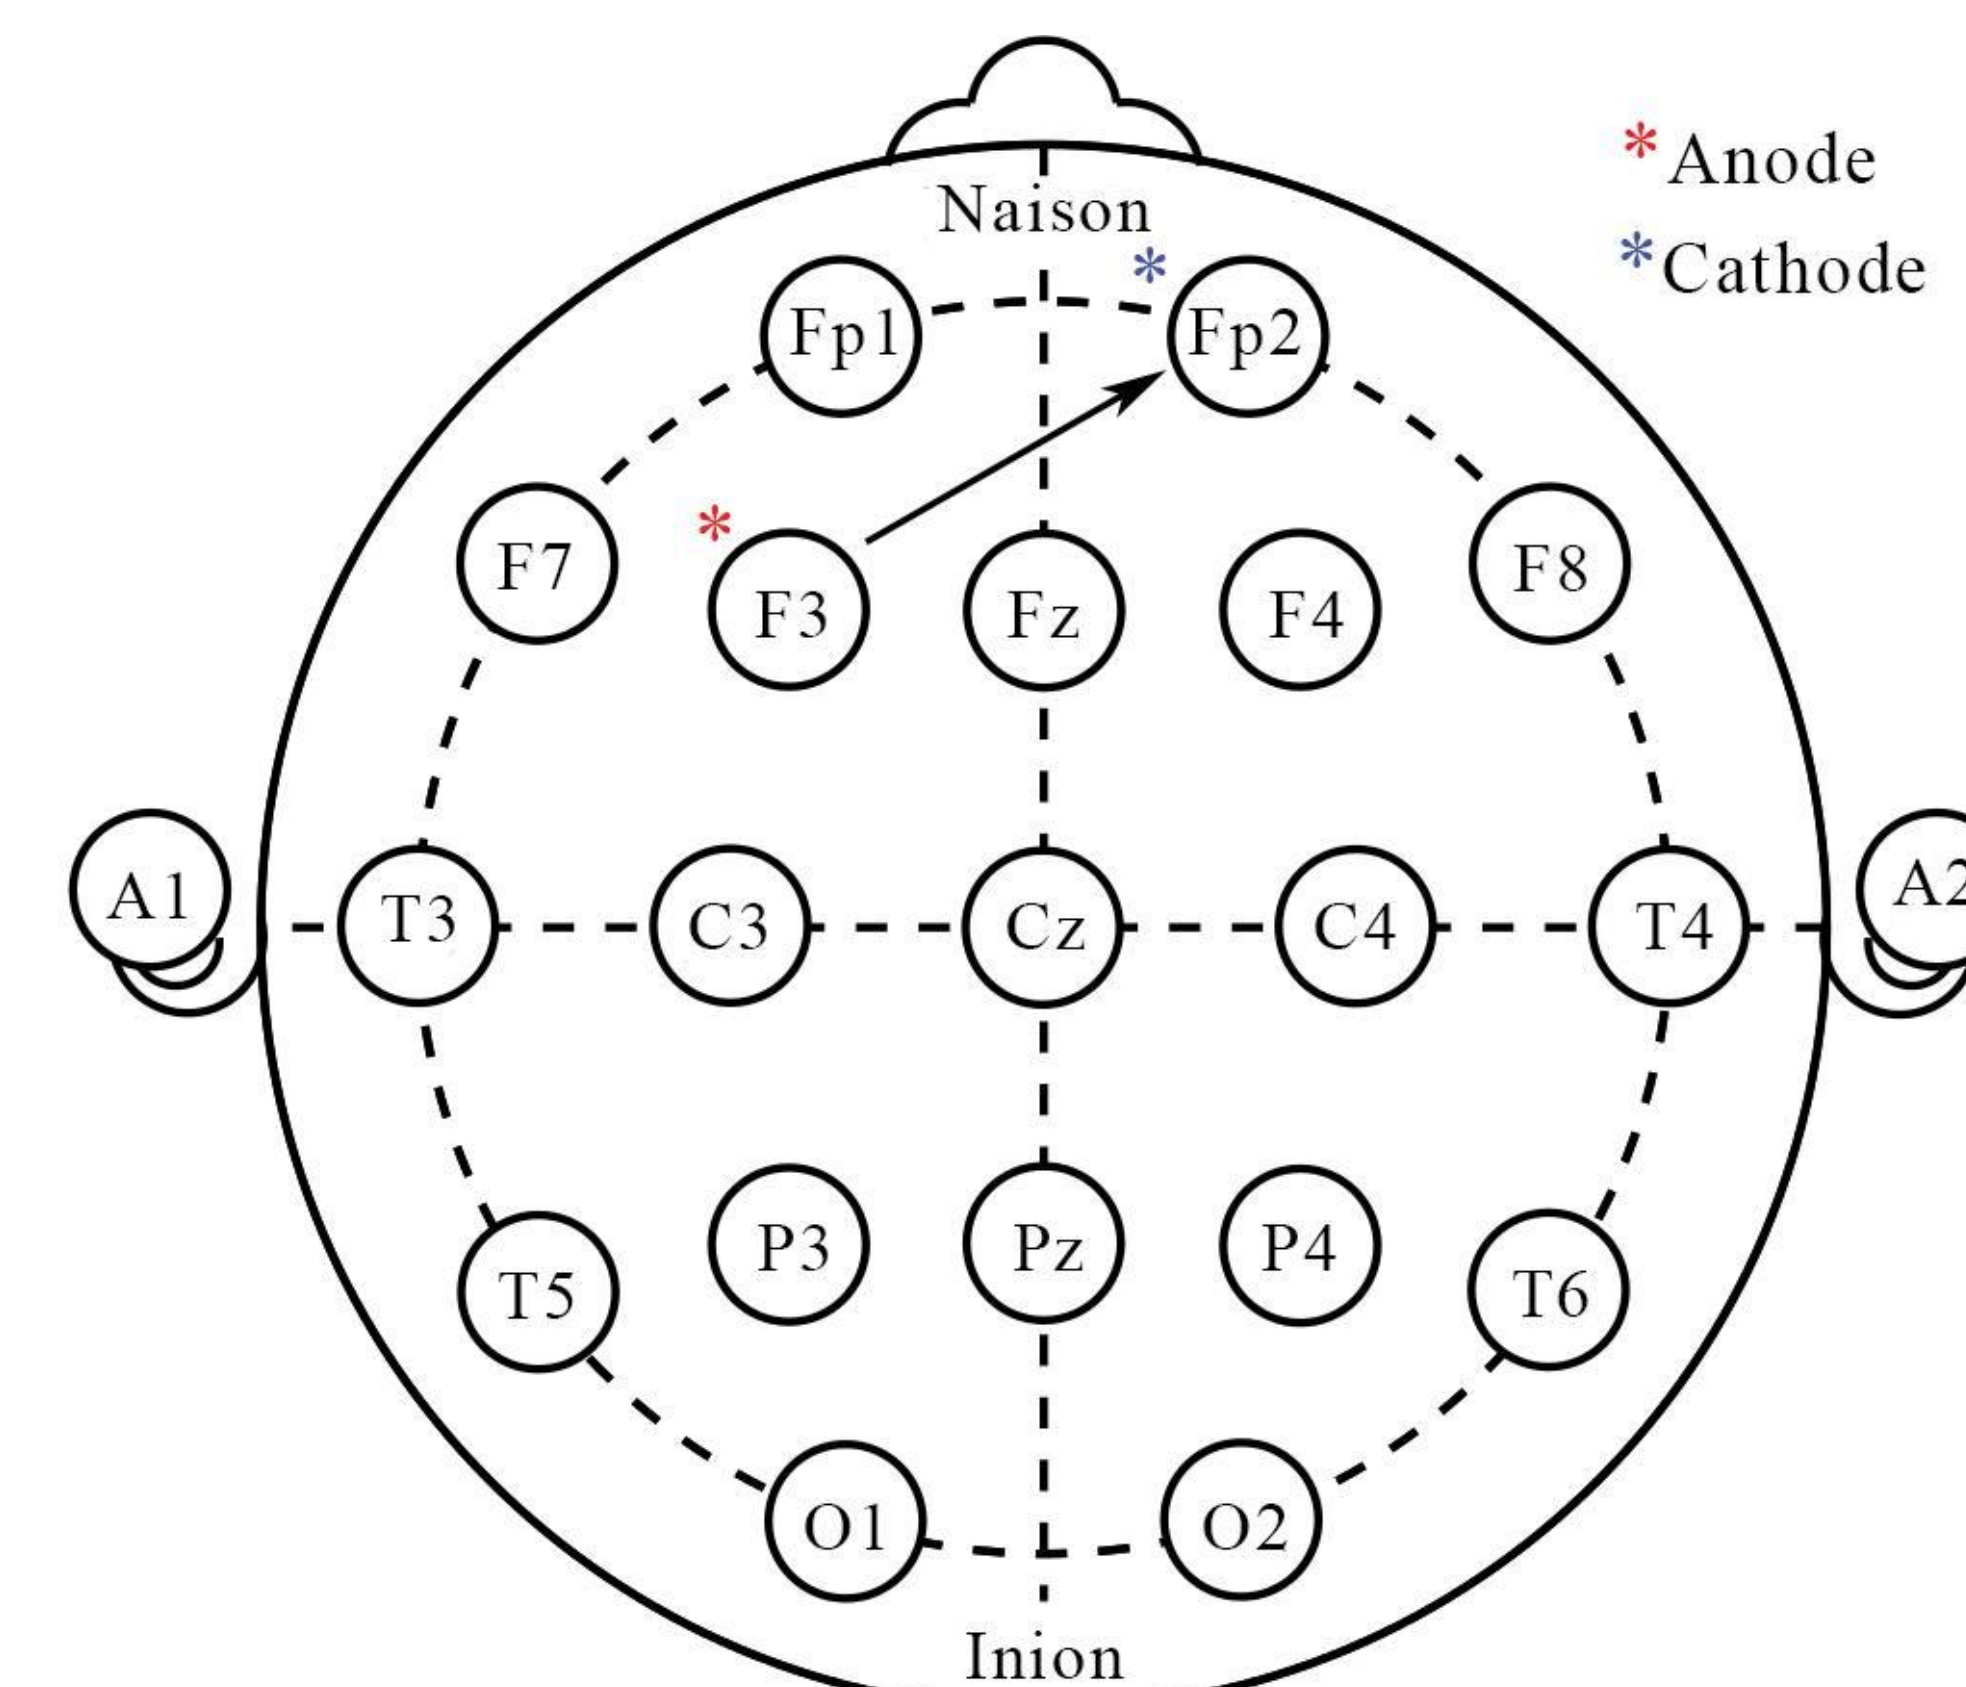 *Anode
*Cathode
Naison
*
Fp1 Fp2
*
F7 F3 Fz F4 F8
A1 T3 C3 Cz C4 T4 A2
T5 P3 Pz P4 T6
O1 O2
Inion